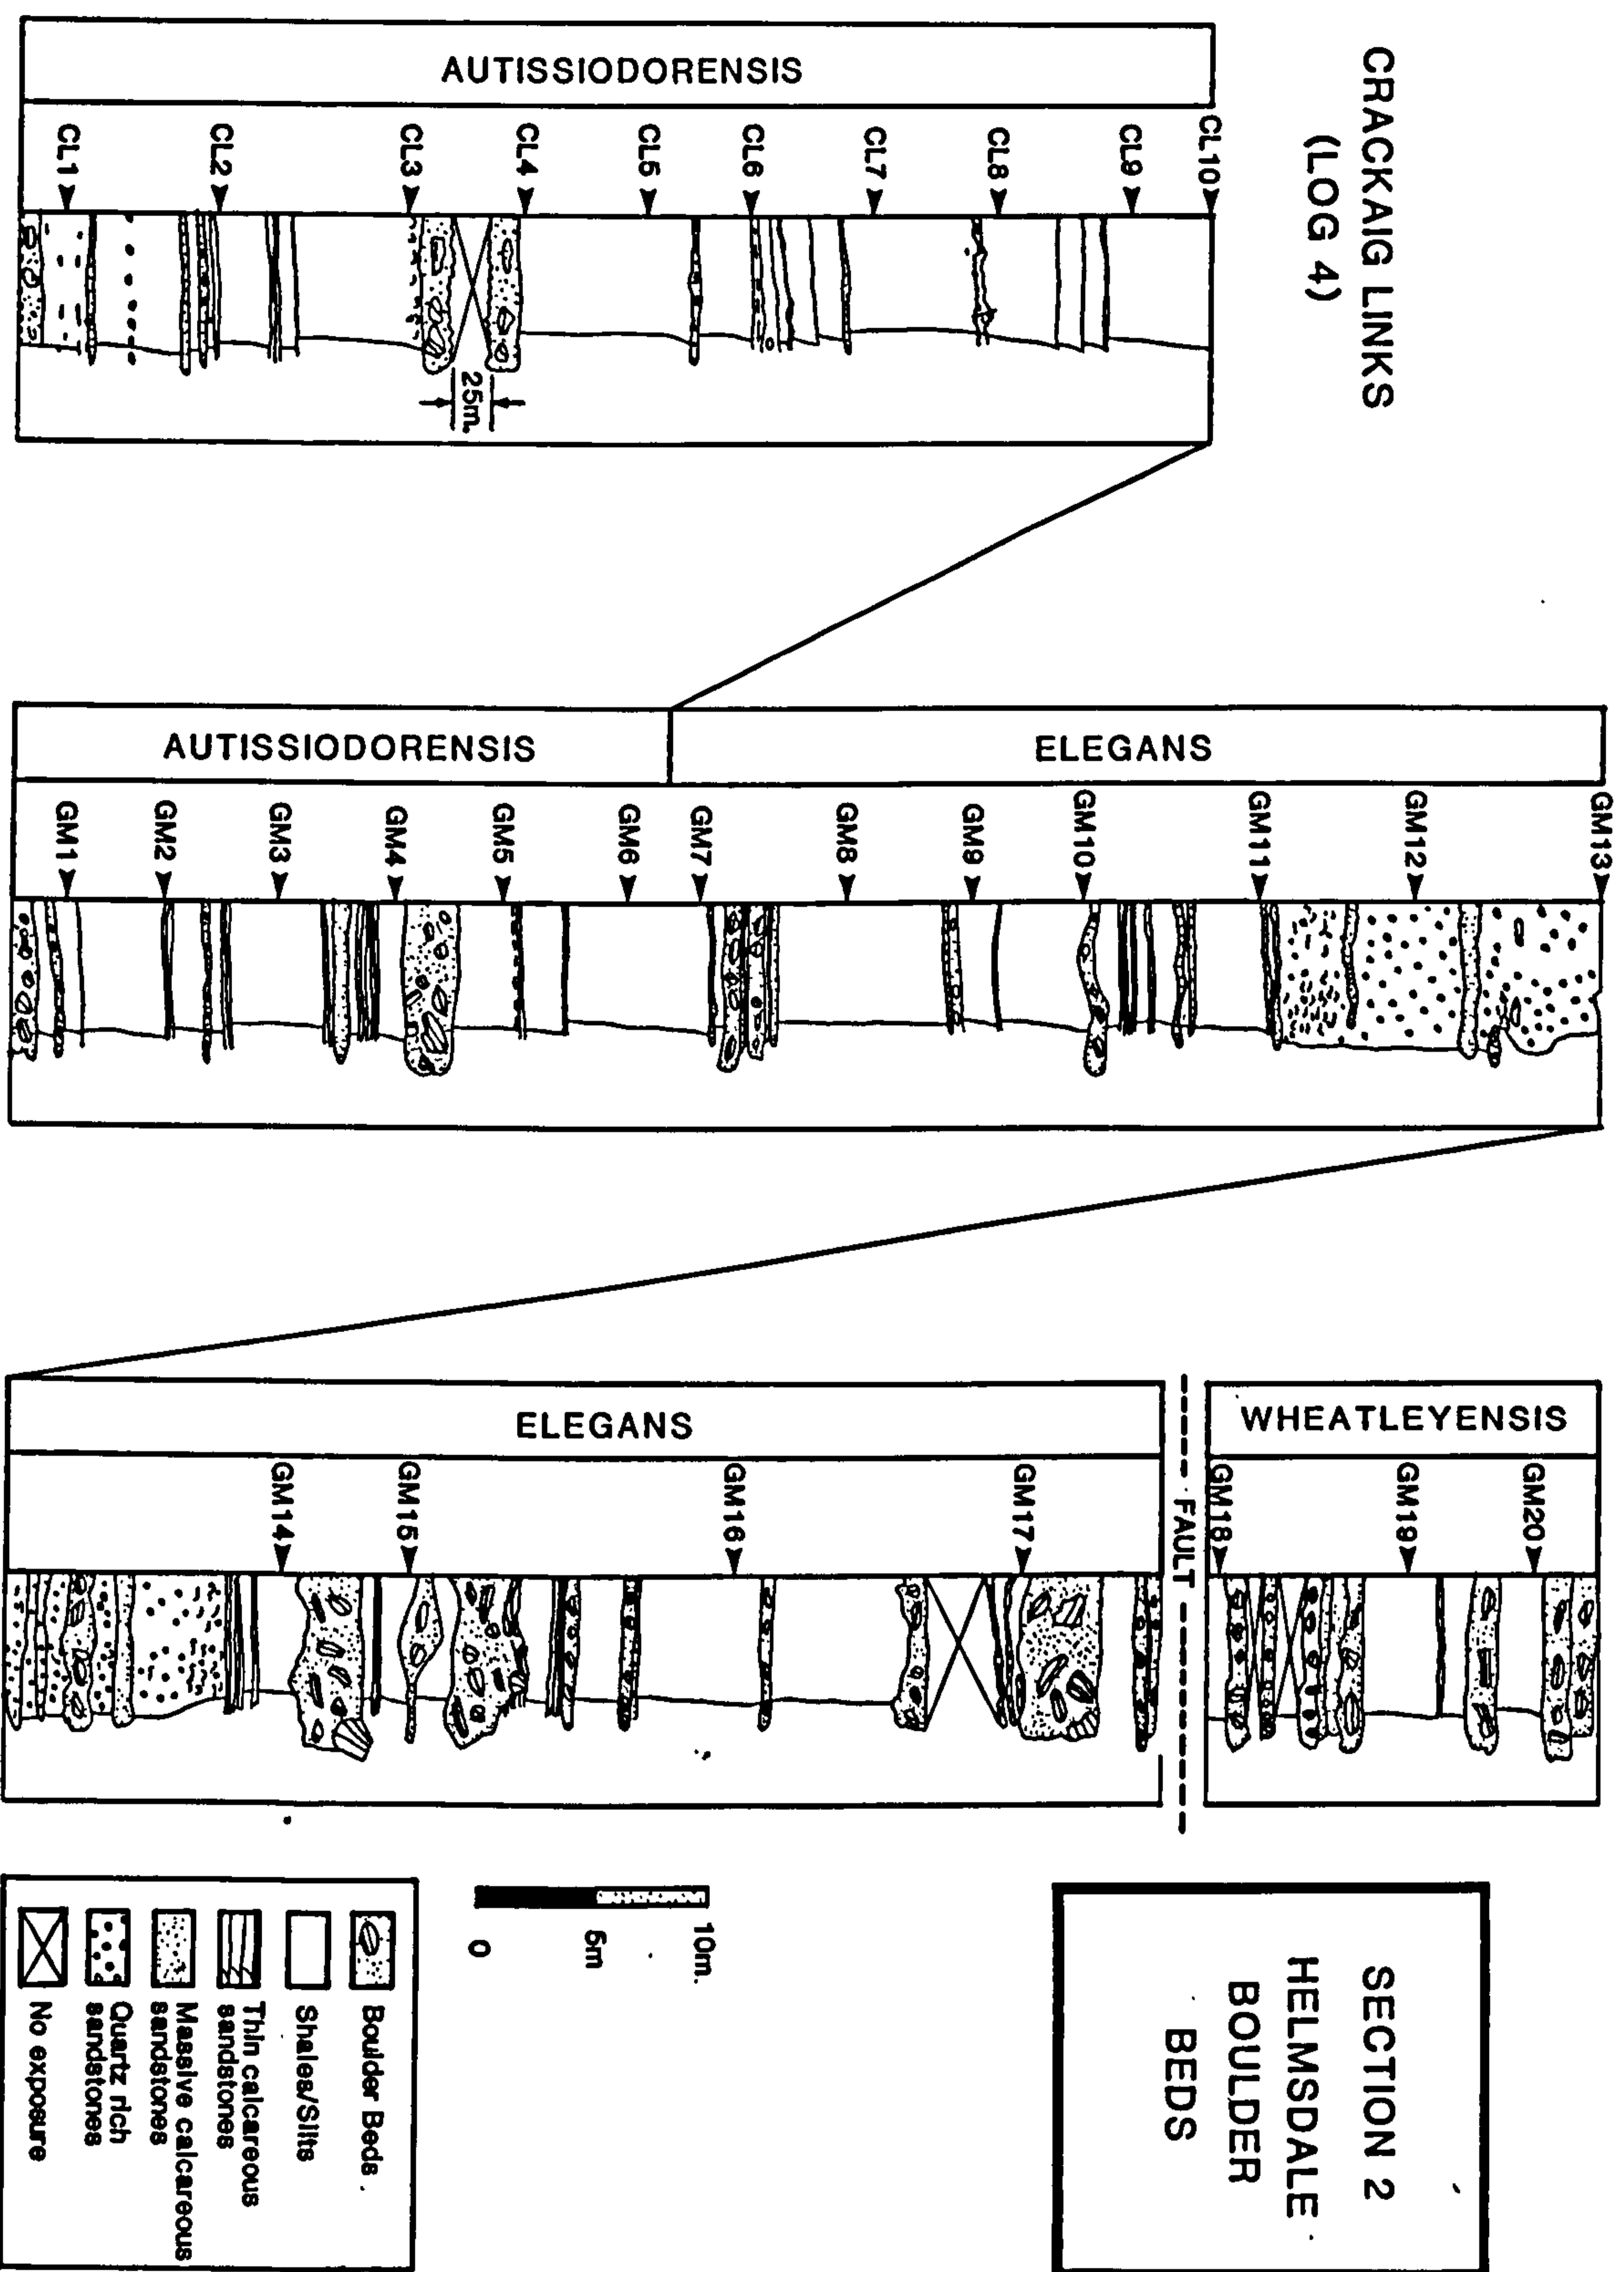 CRACKAIG LINKS
(LOG 4)
AUTISSIODORENSIS
CL10
CL9
CL8
CL7
CL6
CL5
CL4
CL3
CL2
CL1
25m.
AUTISSIODORENSIS
ELEGANS
GM13
GM12
GM11
GM10
GM9
GM8
GM7
GM6
GM5
GM4
GM3
GM2
GM1
ELEGANS
WHEATLEYENSIS
FAULT
GM20
GM19
GM18
GM17
GM16
GM15
GM14
SECTION 2
HELMSDALE
BOULDER
BEDS
10m.
5m
0
Boulder Beds
Shales/Silts
Thin calcareous
sandstones
Massive calcareous
sandstones
Quartz rich
sandstones
No exposure